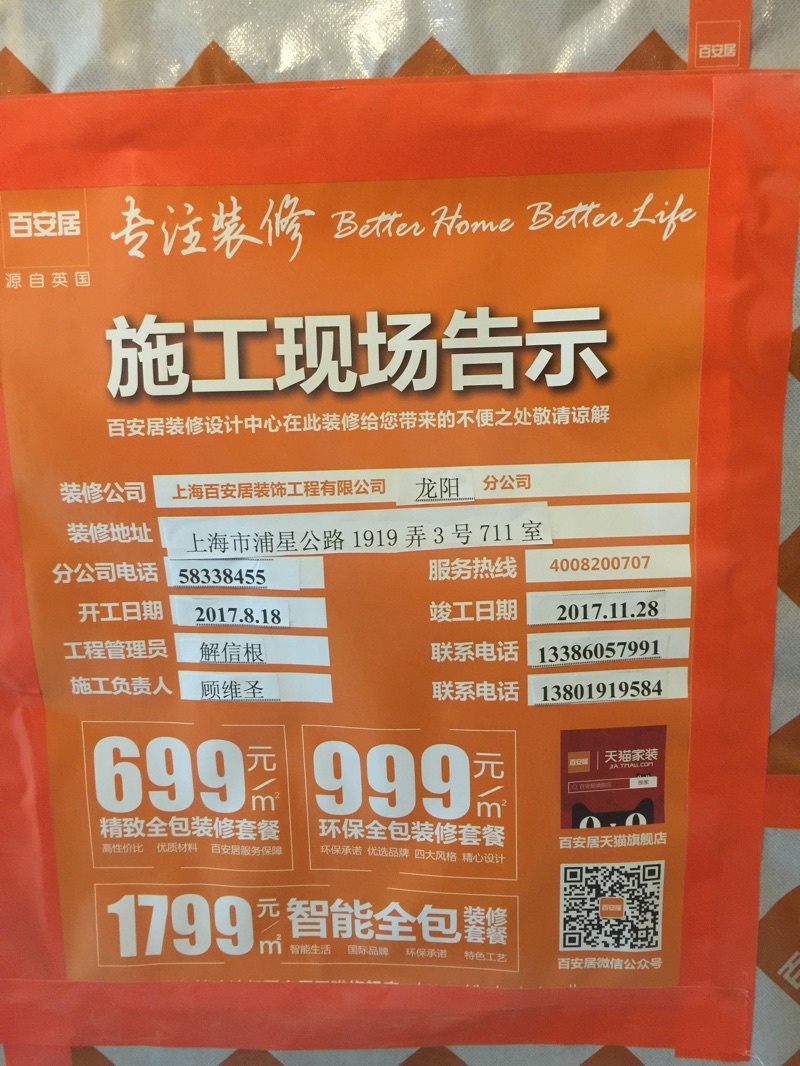 百安居
百安居
源自英国
专注装修 Better Home Better Life
施工现场告示
百安居装修设计中心在此装修给您带来的不便之处敬请谅解
装修公司 上海百安居装饰工程有限公司 龙阳 分公司
装修地址 上海市浦星公路 1919 弄 3 号 711 室
分公司电话 58338455 服务热线 4008200707
开工日期 2017.8.18 竣工日期 2017.11.28
工程管理员 解信根 联系电话 13386057991
施工负责人 顾维圣 联系电话 13801919584
699元/㎡ 999元/㎡
精致全包装修套餐 环保全包装修套餐
高性价比 优质材料 百安居服务保障 环保承诺 优选品牌 四大风格 精心设计
百安居 天猫家装
JIA.TMALL.COM
百安居天猫旗舰店
1799元/㎡ 智能全包装修套餐
智能生活 国际品牌 环保承诺 特色工艺
百安居
百安居微信公众号